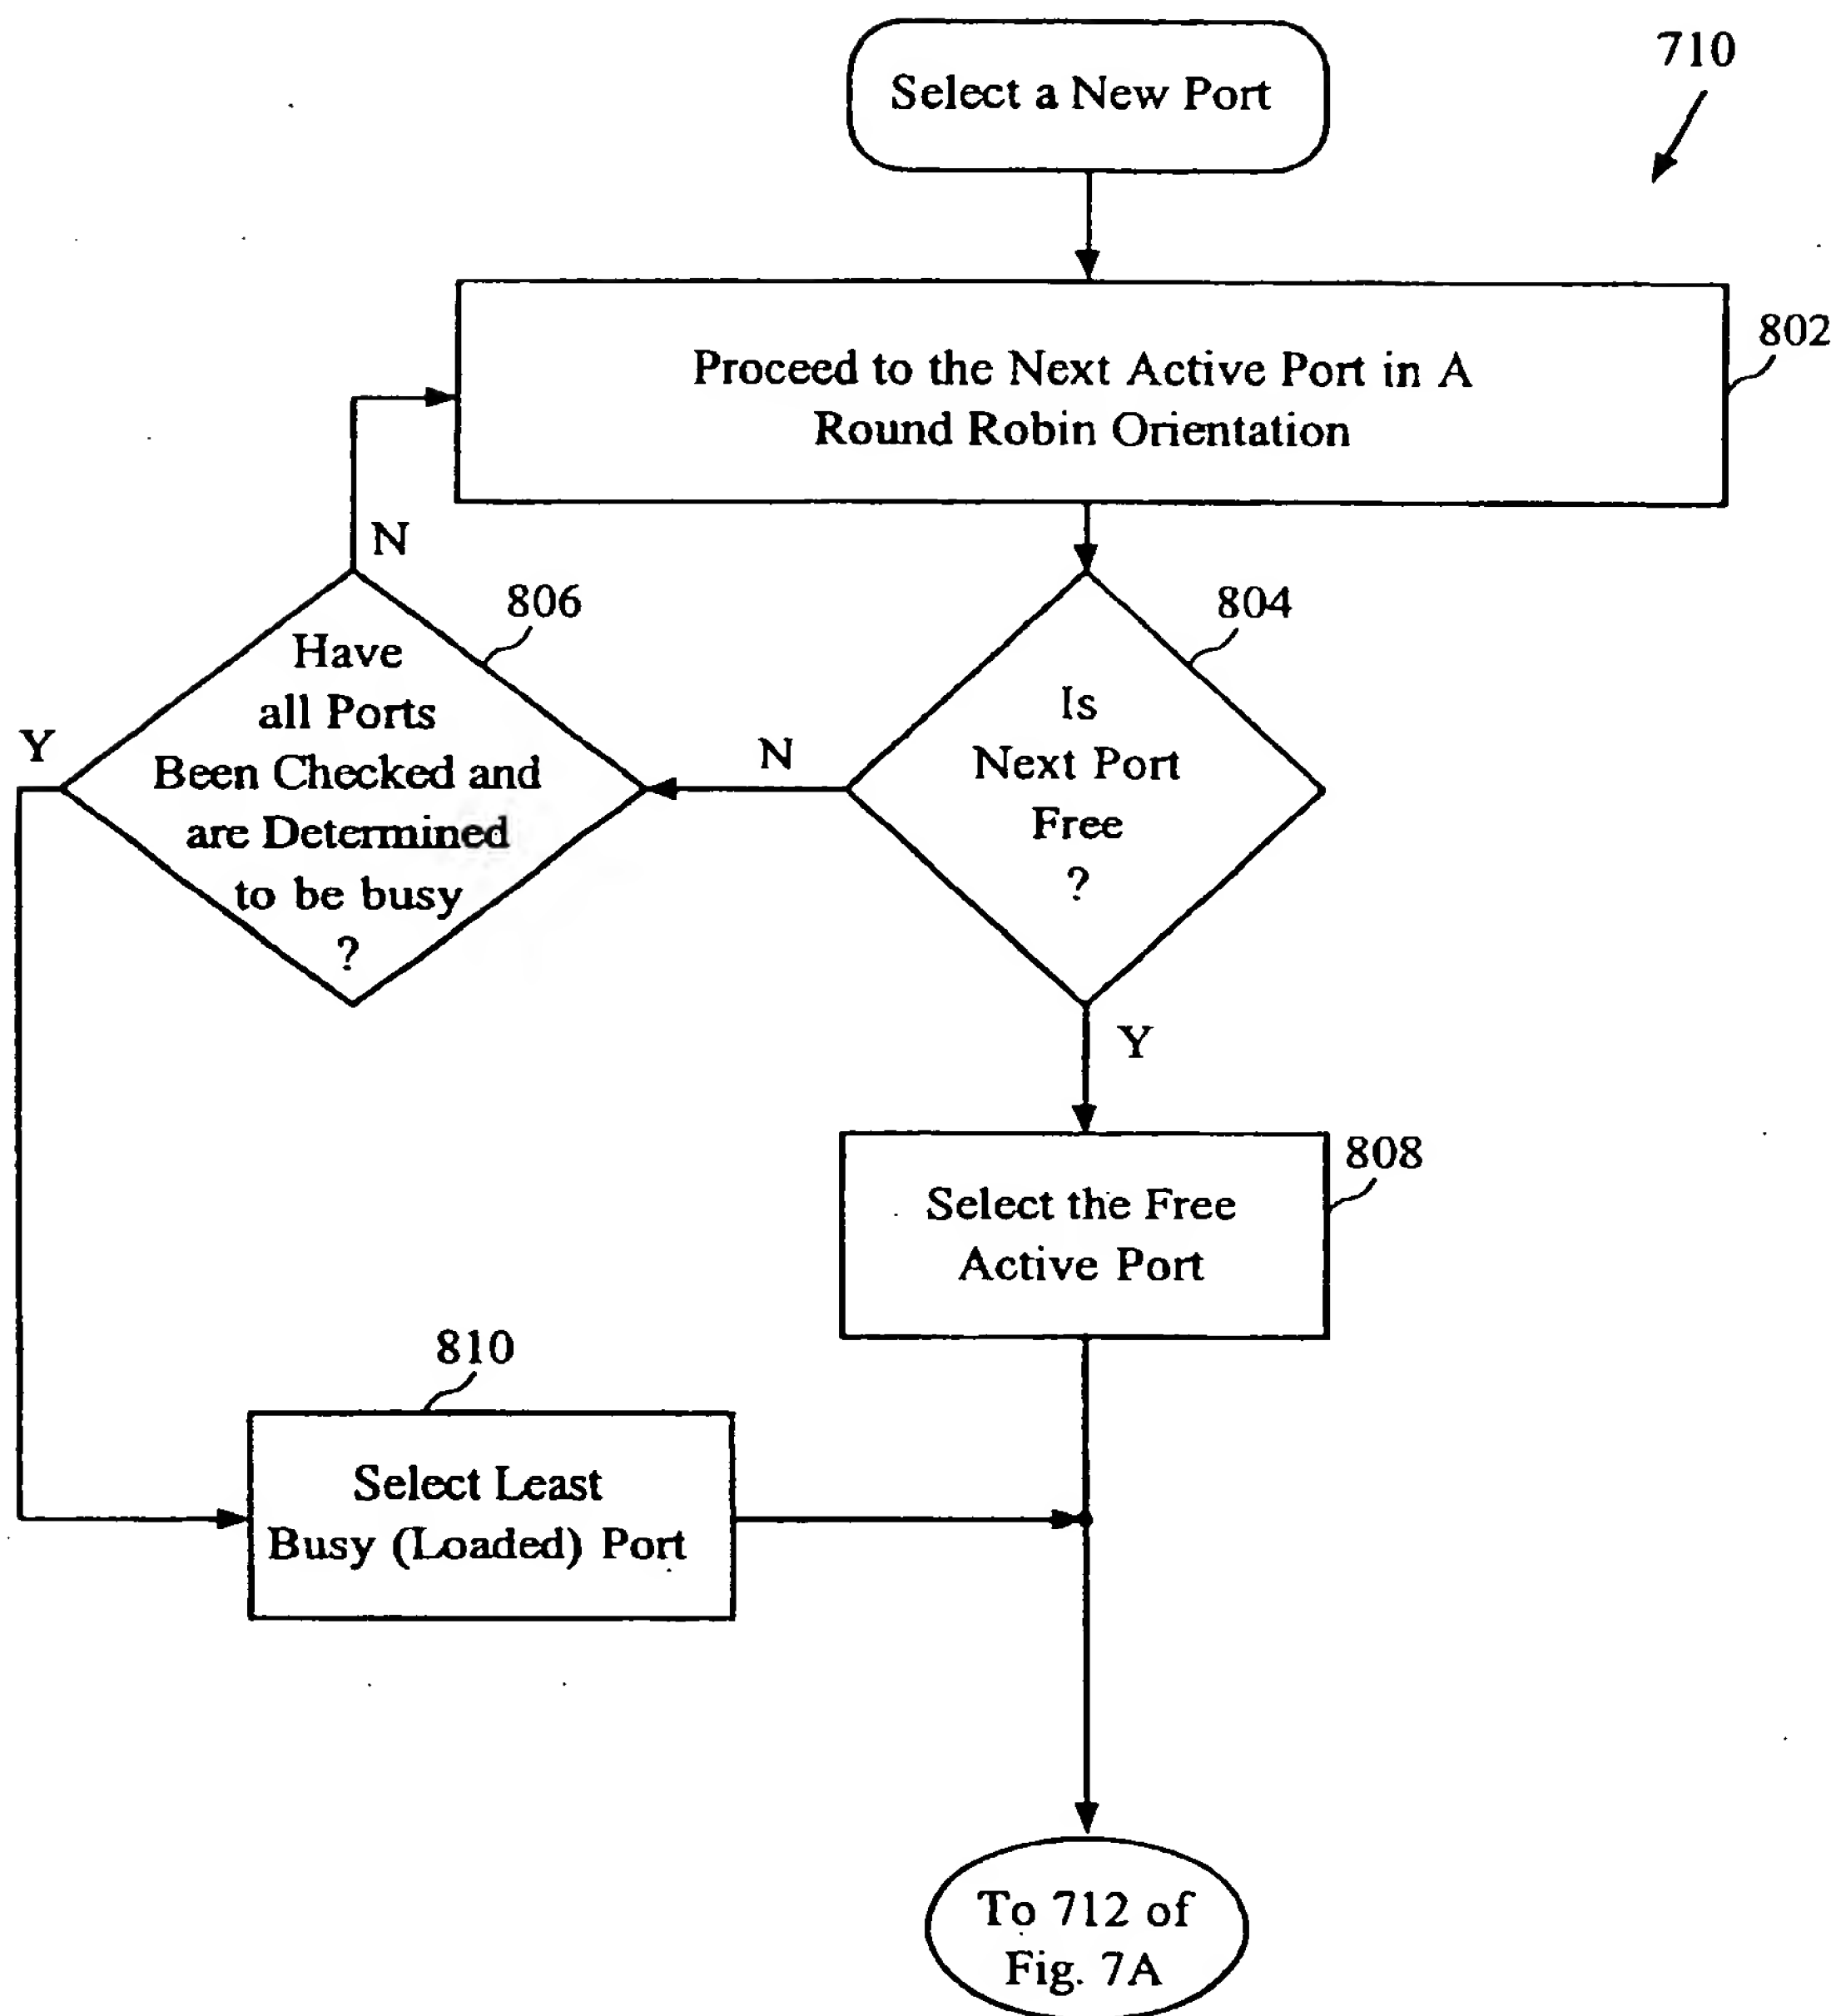 Select a New Port
710
Proceed to the Next Active Port in A
Round Robin Orientation
802
N
806
Have
all Ports
Been Checked and
are Determined
to be busy
?
Y
N
804
Is
Next Port
Free
?
Y
808
Select the Free
Active Port
810
Select Least
Busy (Loaded) Port
To 712 of
Fig. 7A